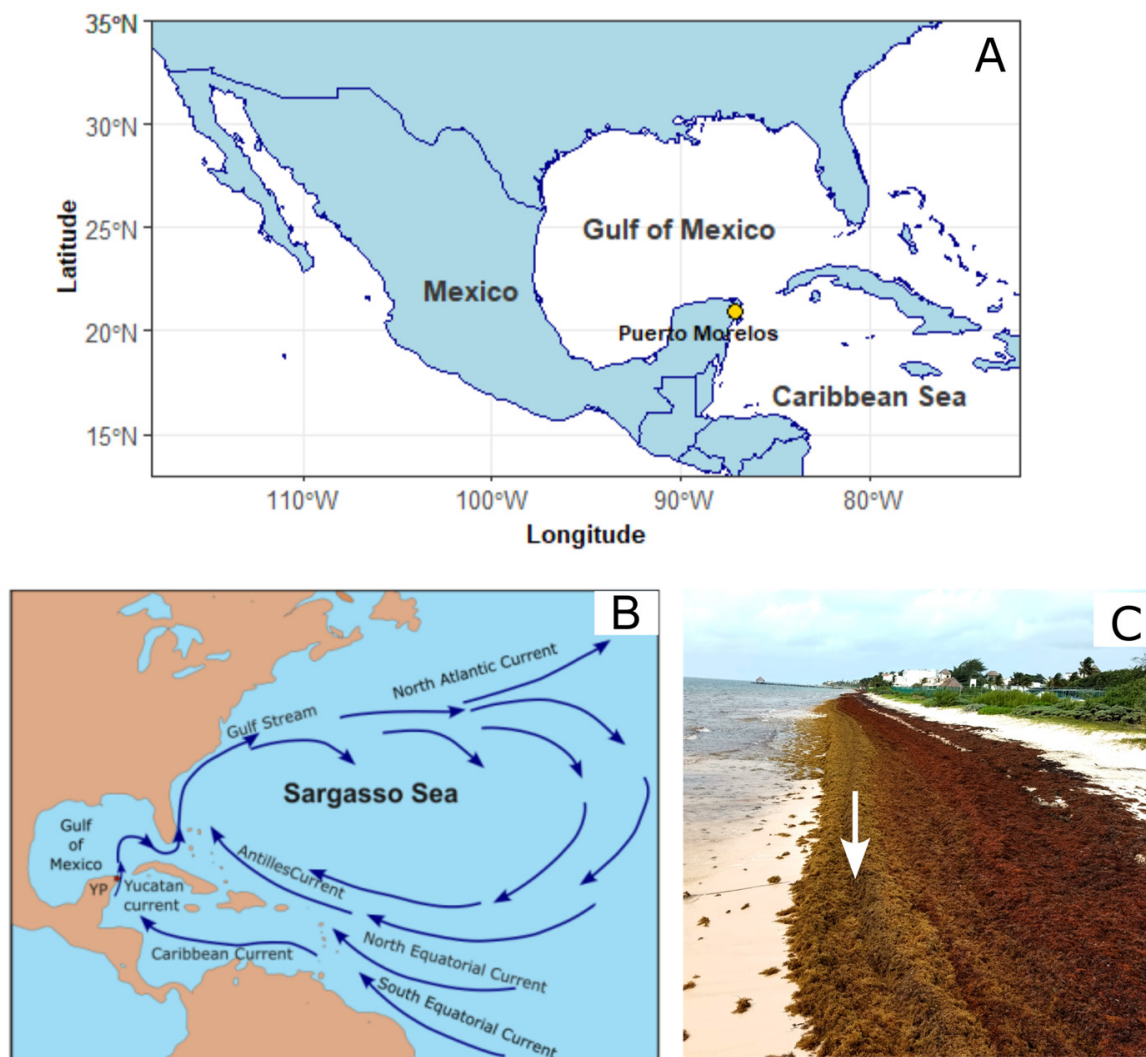 A
35°N
30°N
25°N
20°N
15°N
Latitude
Gulf of Mexico
Mexico
Puerto Morelos
Caribbean Sea
110°W
100°W
90°W
80°W
Longitude
B
North Atlantic Current
Gulf Stream
Sargasso Sea
Gulf
of
Mexico
YP
Yucatan
current
AntillesCurrent
Caribbean Current
North Equatorial Current
South Equatorial Current
C